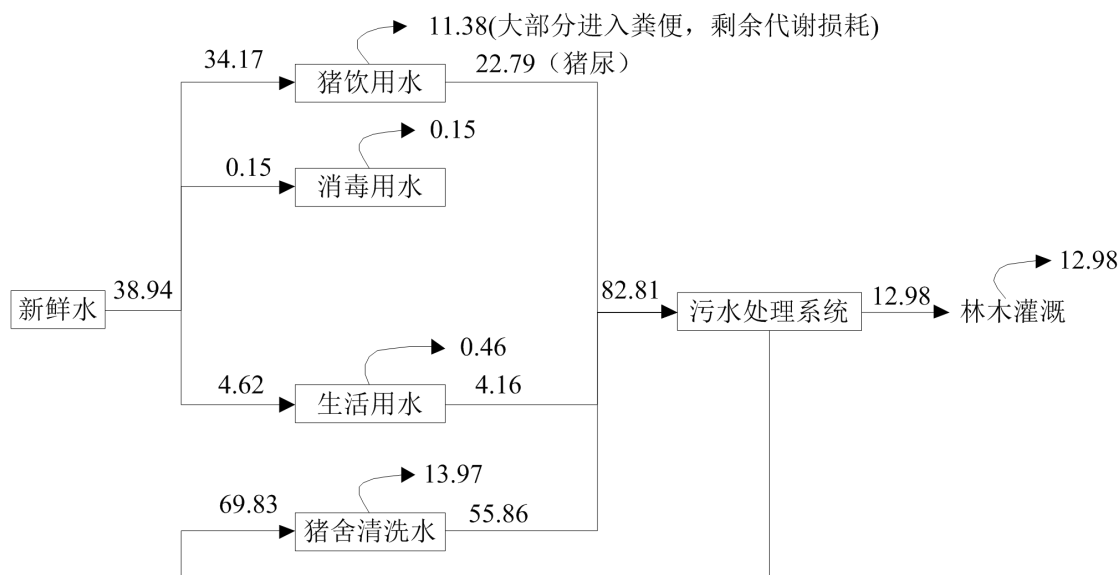 11.38(大部分进入粪便，剩余代谢损耗)
34.17
猪饮用水
22.79（猪尿）
0.15
0.15
消毒用水
12.98
新鲜水
38.94
82.81
污水处理系统
12.98
林木灌溉
0.46
4.62
生活用水
4.16
13.97
69.83
猪舍清洗水
55.86